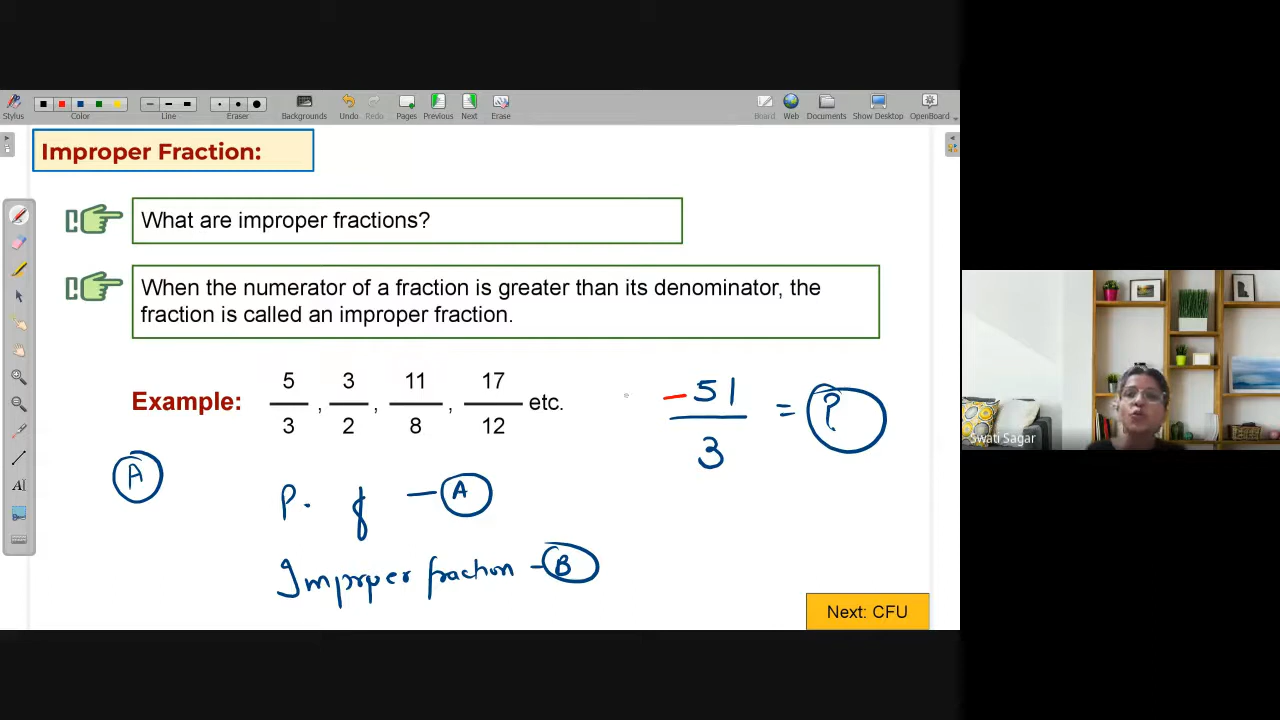 Stylus Color Line Eraser Backgrounds Undo Redo Pages Previous Next Erase Board Web Documents Show Desktop OpenBoard
Improper Fraction:
What are improper fractions?
When the numerator of a fraction is greater than its denominator, the
fraction is called an improper fraction.
Example: 5/3, 3/2, 11/8, 17/12 etc.
-51/3 = ?
A
P. f - A
Improper fraction - B
Next: CFU
Swati Sagar